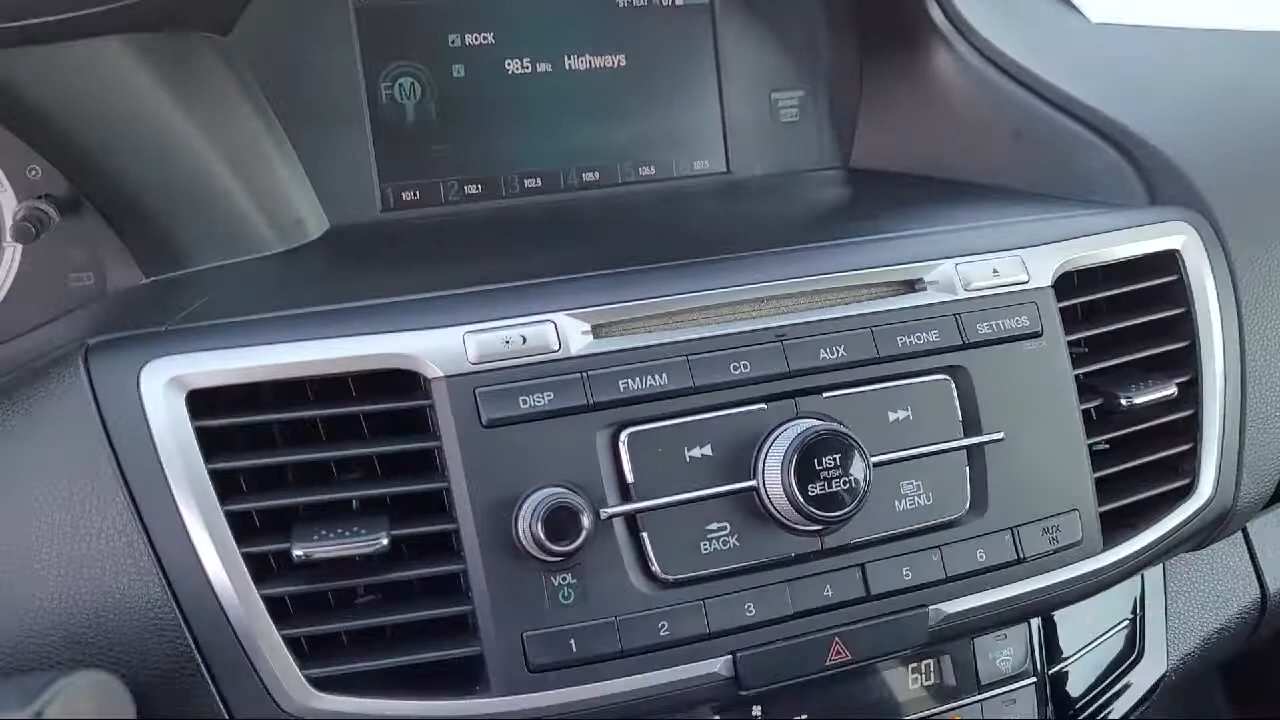 ROCK
98.5 MHz Highways
FM
1 101.1 2 102.1 3 102.5 4 105.9 5 106.5 107.5
DISP FM/AM CD AUX PHONE SETTINGS
LIST
PUSH
SELECT
BACK
MENU
VOL
1 2 3 4 5 6 AUX
IN
60
FRONT